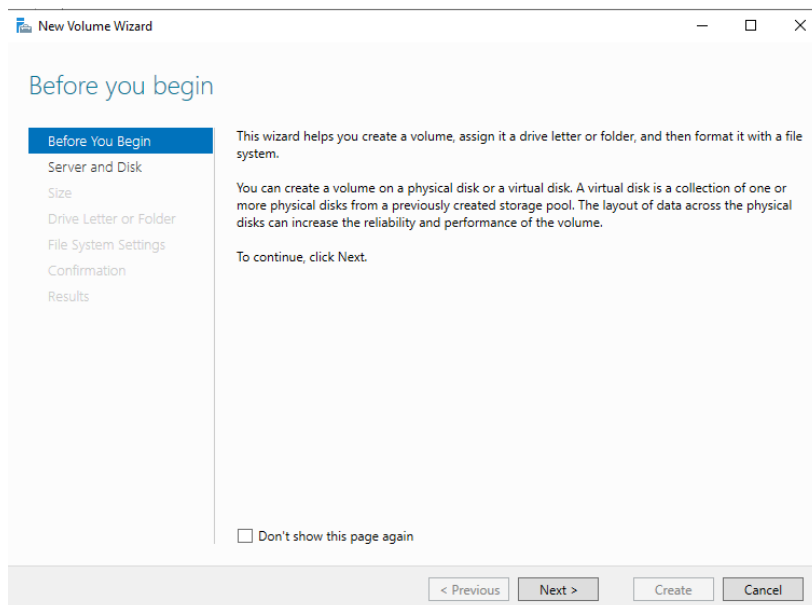 New Volume Wizard
Before you begin
Before You Begin
Server and Disk
Size
Drive Letter or Folder
File System Settings
Confirmation
Results
This wizard helps you create a volume, assign it a drive letter or folder, and then format it with a file
system.
You can create a volume on a physical disk or a virtual disk. A virtual disk is a collection of one or
more physical disks from a previously created storage pool. The layout of data across the physical
disks can increase the reliability and performance of the volume.
To continue, click Next.
Don't show this page again
< Previous
Next >
Create
Cancel